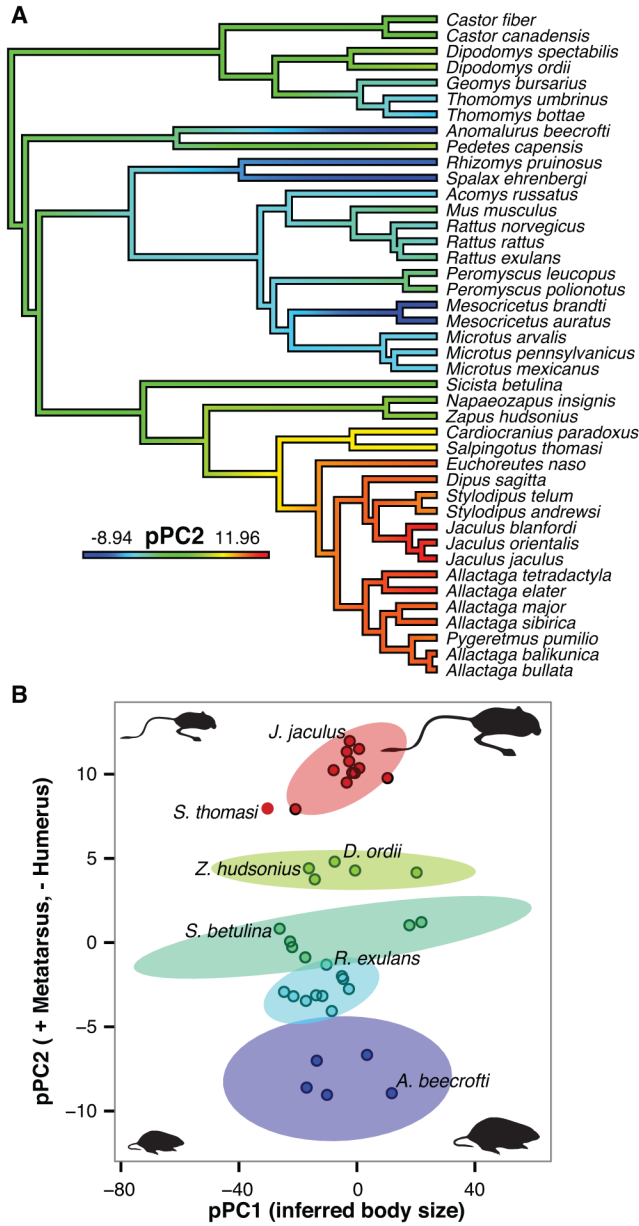 A
Castor fiber
Castor canadensis
Dipodomys spectabilis
Dipodomys ordii
Geomys bursarius
Thomomys umbrinus
Thomomys bottae
Anomalurus beecrofti
Pedetes capensis
Rhizomys pruinosus
Spalax ehrenbergi
Acomys russatus
Mus musculus
Rattus norvegicus
Rattus rattus
Rattus exulans
Peromyscus leucopus
Peromyscus polionotus
Mesocricetus brandti
Mesocricetus auratus
Microtus arvalis
Microtus pennsylvanicus
Microtus mexicanus
Sicista betulina
Napaeozapus insignis
Zapus hudsonius
Cardiocranius paradoxus
Salpingotus thomasi
Euchoreutes naso
Dipus sagitta
Stylodipus telum
Stylodipus andrewsi
Jaculus blanfordi
Jaculus orientalis
Jaculus jaculus
Allactaga tetradactyla
Allactaga elater
Allactaga major
Allactaga sibirica
Pygeretmus pumilio
Allactaga balikunica
Allactaga bullata
-8.94 pPC2 11.96
B
pPC2 ( + Metatarsus, - Humerus)
10
5
0
−5
−10
J. jaculus
S. thomasi
D. ordii
Z. hudsonius
S. betulina
R. exulans
A. beecrofti
−80 −40 0 40
pPC1 (inferred body size)